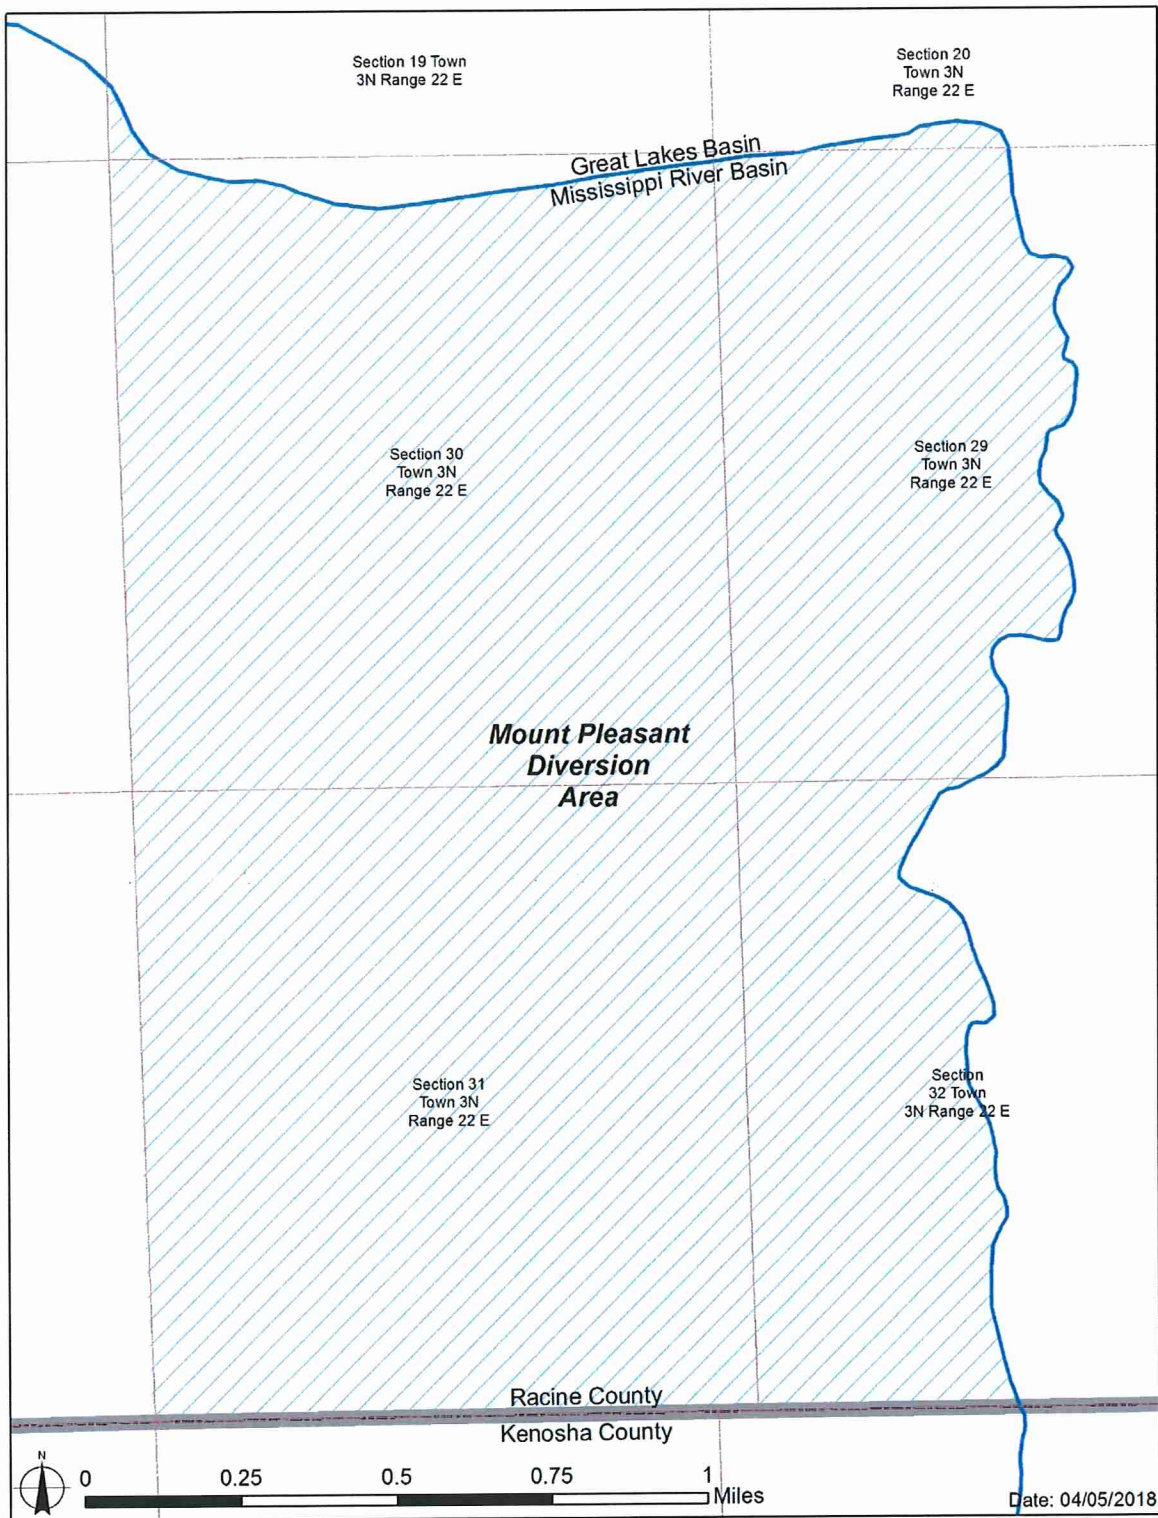 Section 19 Town
3N Range 22 E
Section 20
Town 3N
Range 22 E
Great Lakes Basin
Mississippi River Basin
Section 30
Town 3N
Range 22 E
Section 29
Town 3N
Range 22 E
Mount Pleasant
Diversion
Area
Section 31
Town 3N
Range 22 E
Section
32 Town
3N Range 22 E
Racine County
Kenosha County
N
0 0.25 0.5 0.75 1
Miles
Date: 04/05/2018